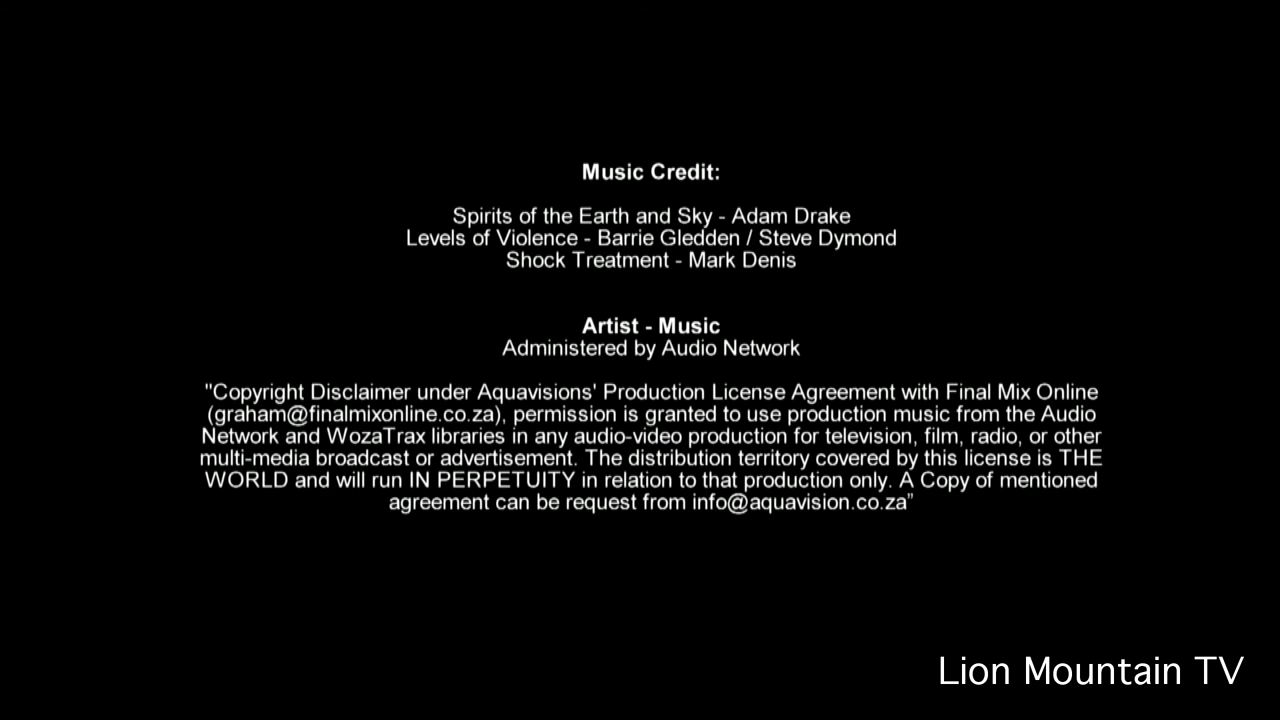 Music Credit:
Spirits of the Earth and Sky - Adam Drake
Levels of Violence - Barrie Gledden / Steve Dymond
Shock Treatment - Mark Denis
Artist - Music
Administered by Audio Network
"Copyright Disclaimer under Aquavisions' Production License Agreement with Final Mix Online
(graham@finalmixonline.co.za), permission is granted to use production music from the Audio
Network and WozaTrax libraries in any audio-video production for television, film, radio, or other
multi-media broadcast or advertisement. The distribution territory covered by this license is THE
WORLD and will run IN PERPETUITY in relation to that production only. A Copy of mentioned
agreement can be request from info@aquavision.co.za”
Lion Mountain TV